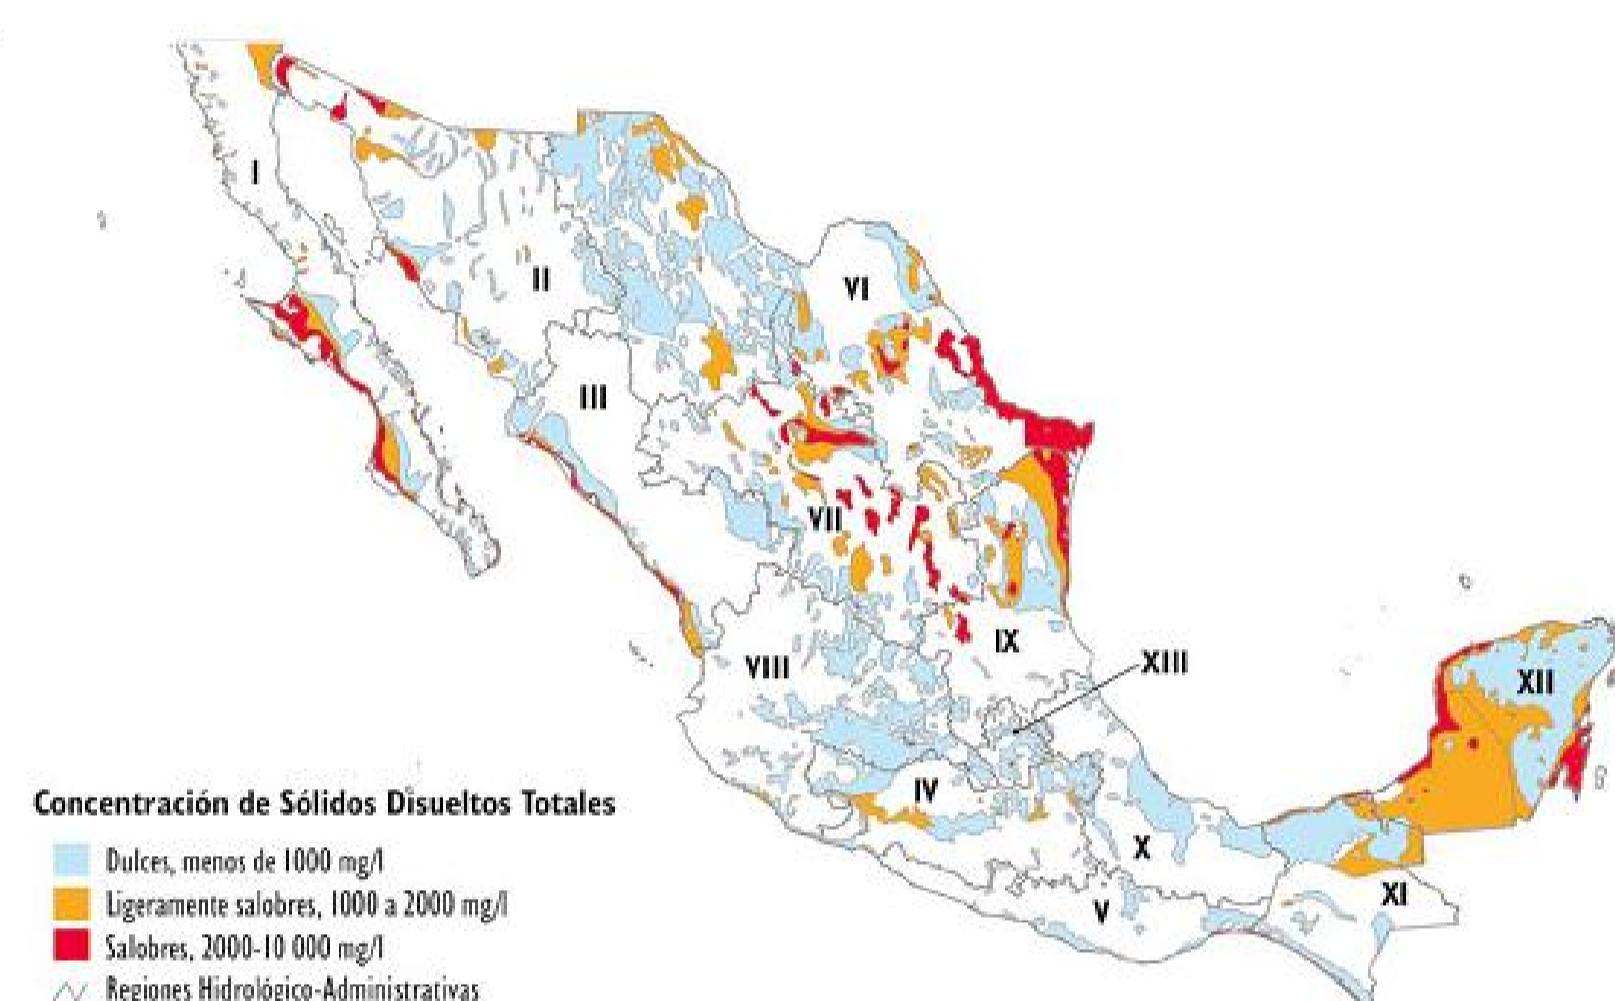 I
II
VI
III
VII
IX
XIII
VIII
XII
IV
X
XI
V
Concentración de Sólidos Disueltos Totales
Dulces, menos de 1000 mg/l
Ligeramente salobres, 1000 a 2000 mg/l
Salobres, 2000-10 000 mg/l
Regiones Hidrológico-Administrativas